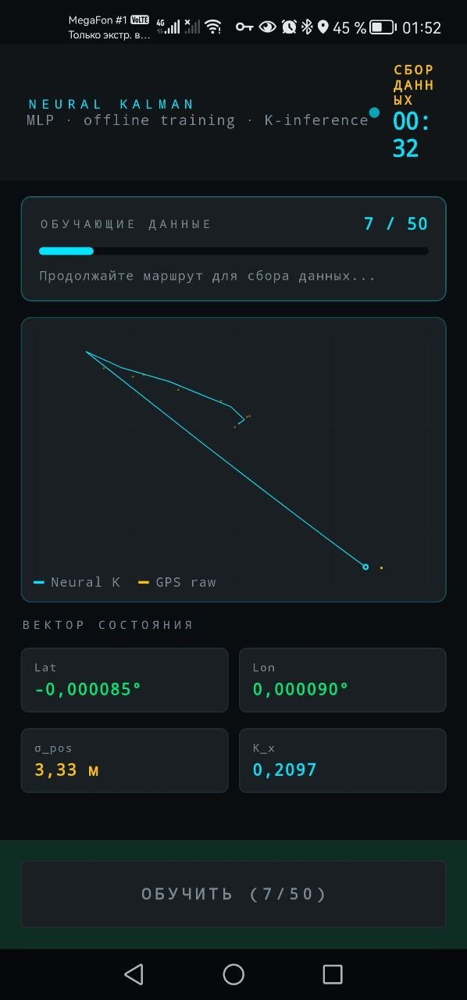 MegaFon #1 VoLTE
Только экстр. в...
4G
45 %
01:52
NEURAL KALMAN
MLP · offline training · K-inference
СБОР
ДАНН
ЫХ
00:
32
ОБУЧАЮЩИЕ ДАННЫЕ
7 / 50
Продолжайте маршрут для сбора данных...
Neural K
GPS raw
ВЕКТОР СОСТОЯНИЯ
Lat
-0,000085°
Lon
0,000090°
σ_pos
3,33 м
K_x
0,2097
ОБУЧИТЬ (7/50)